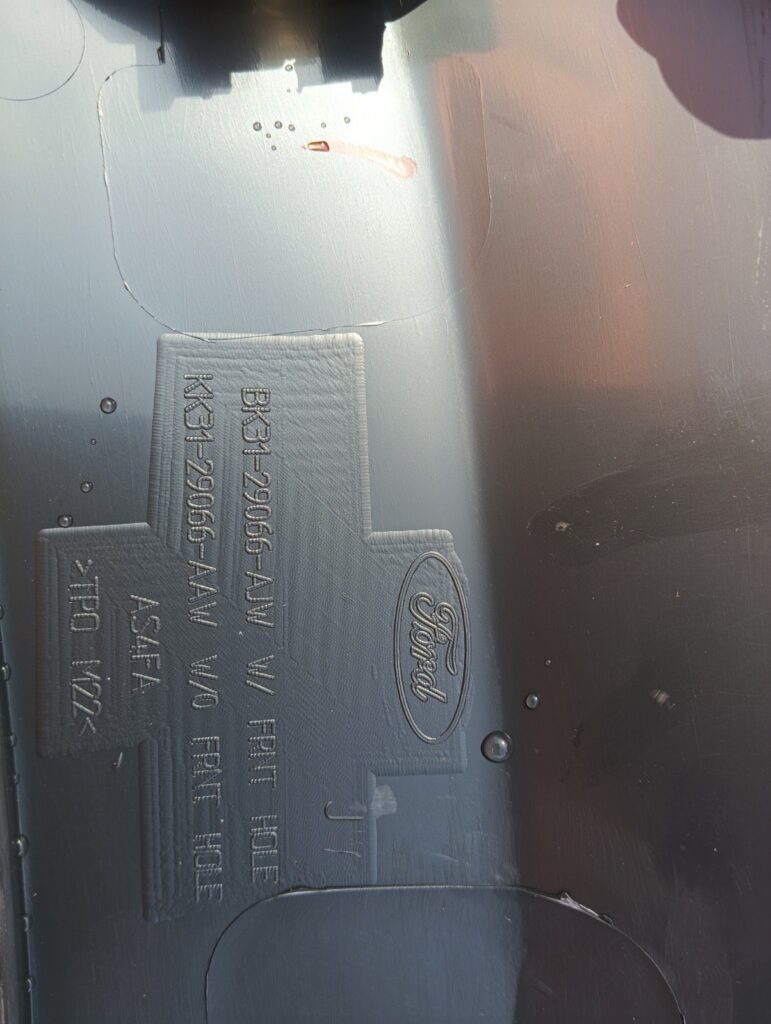 Ford
J
BK31-29066-AJW W/ FRNT HOLE
KK31-29066-AAW W/O FRNT HOLE
AS4FA
>TPO M22<